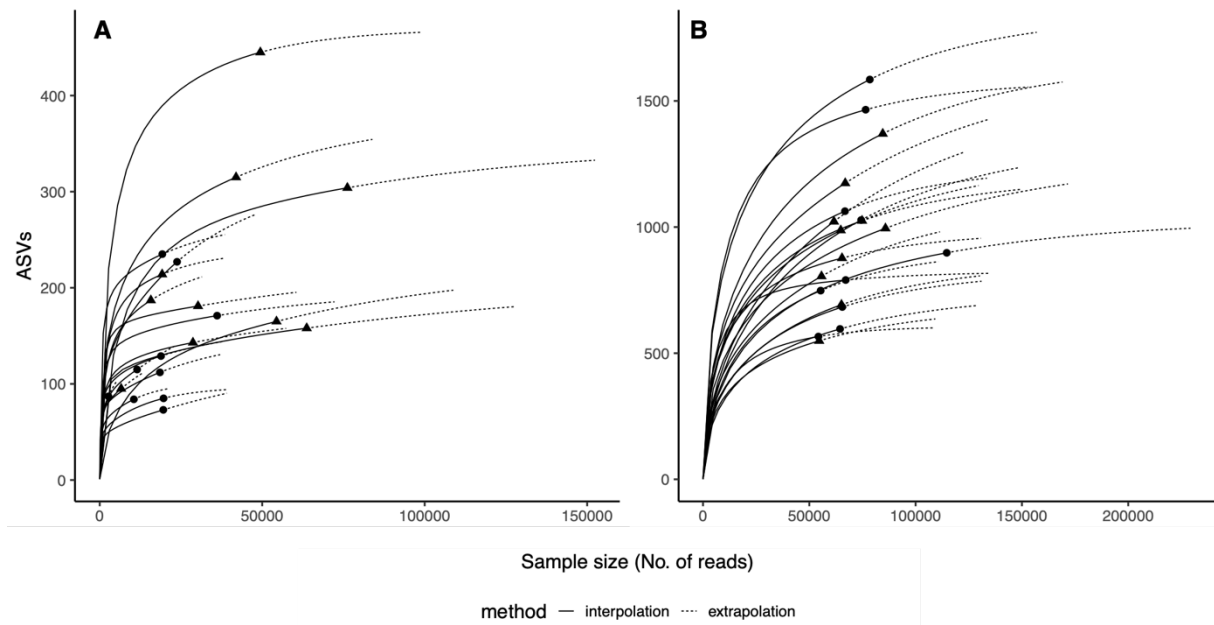 A
B
ASVs
400
300
200
100
0
1500
1000
500
0
0 50000 100000 150000
0 50000 100000 150000 200000
Sample size (No. of reads)
method interpolation extrapolation